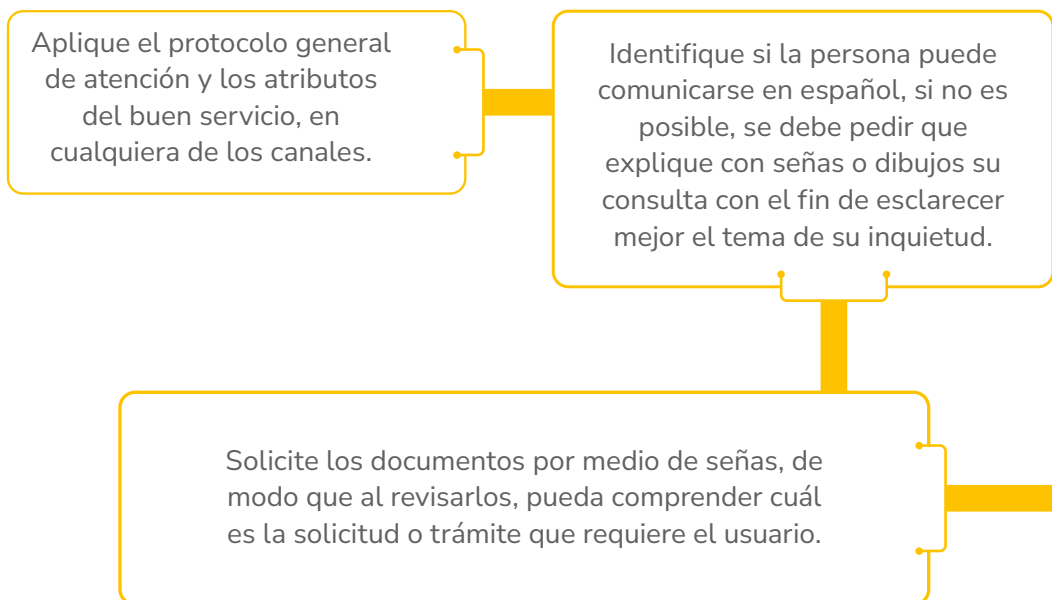 Aplique el protocolo general
de atención y los atributos
del buen servicio, en
cualquiera de los canales.
Identifique si la persona puede
comunicarse en español, si no es
posible, se debe pedir que
explique con señas o dibujos su
consulta con el fin de esclarecer
mejor el tema de su inquietud.
Solicite los documentos por medio de señas, de
modo que al revisarlos, pueda comprender cuál
es la solicitud o trámite que requiere el usuario.